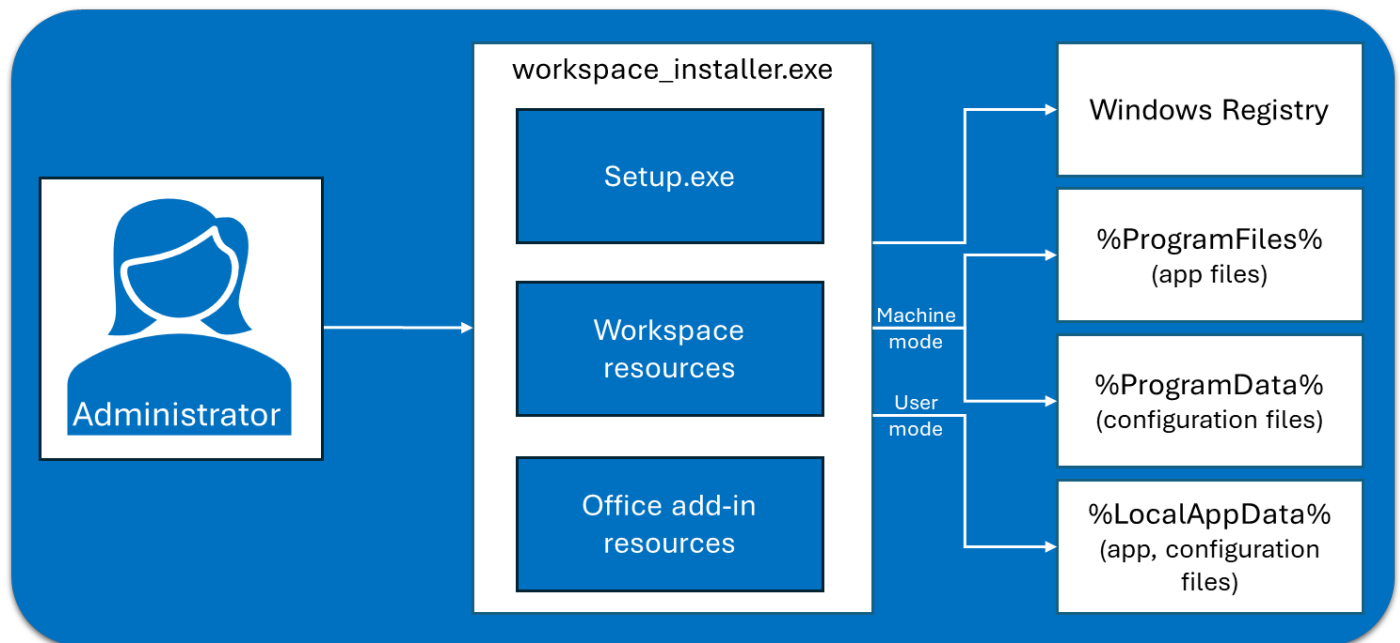 workspace_installer.exe
Setup.exe
Workspace
resources
Office add-in
resources
Administrator
Machine
mode
User
mode
Windows Registry
%ProgramFiles%
(app files)
%ProgramData%
(configuration files)
%LocalAppData%
(app, configuration
files)